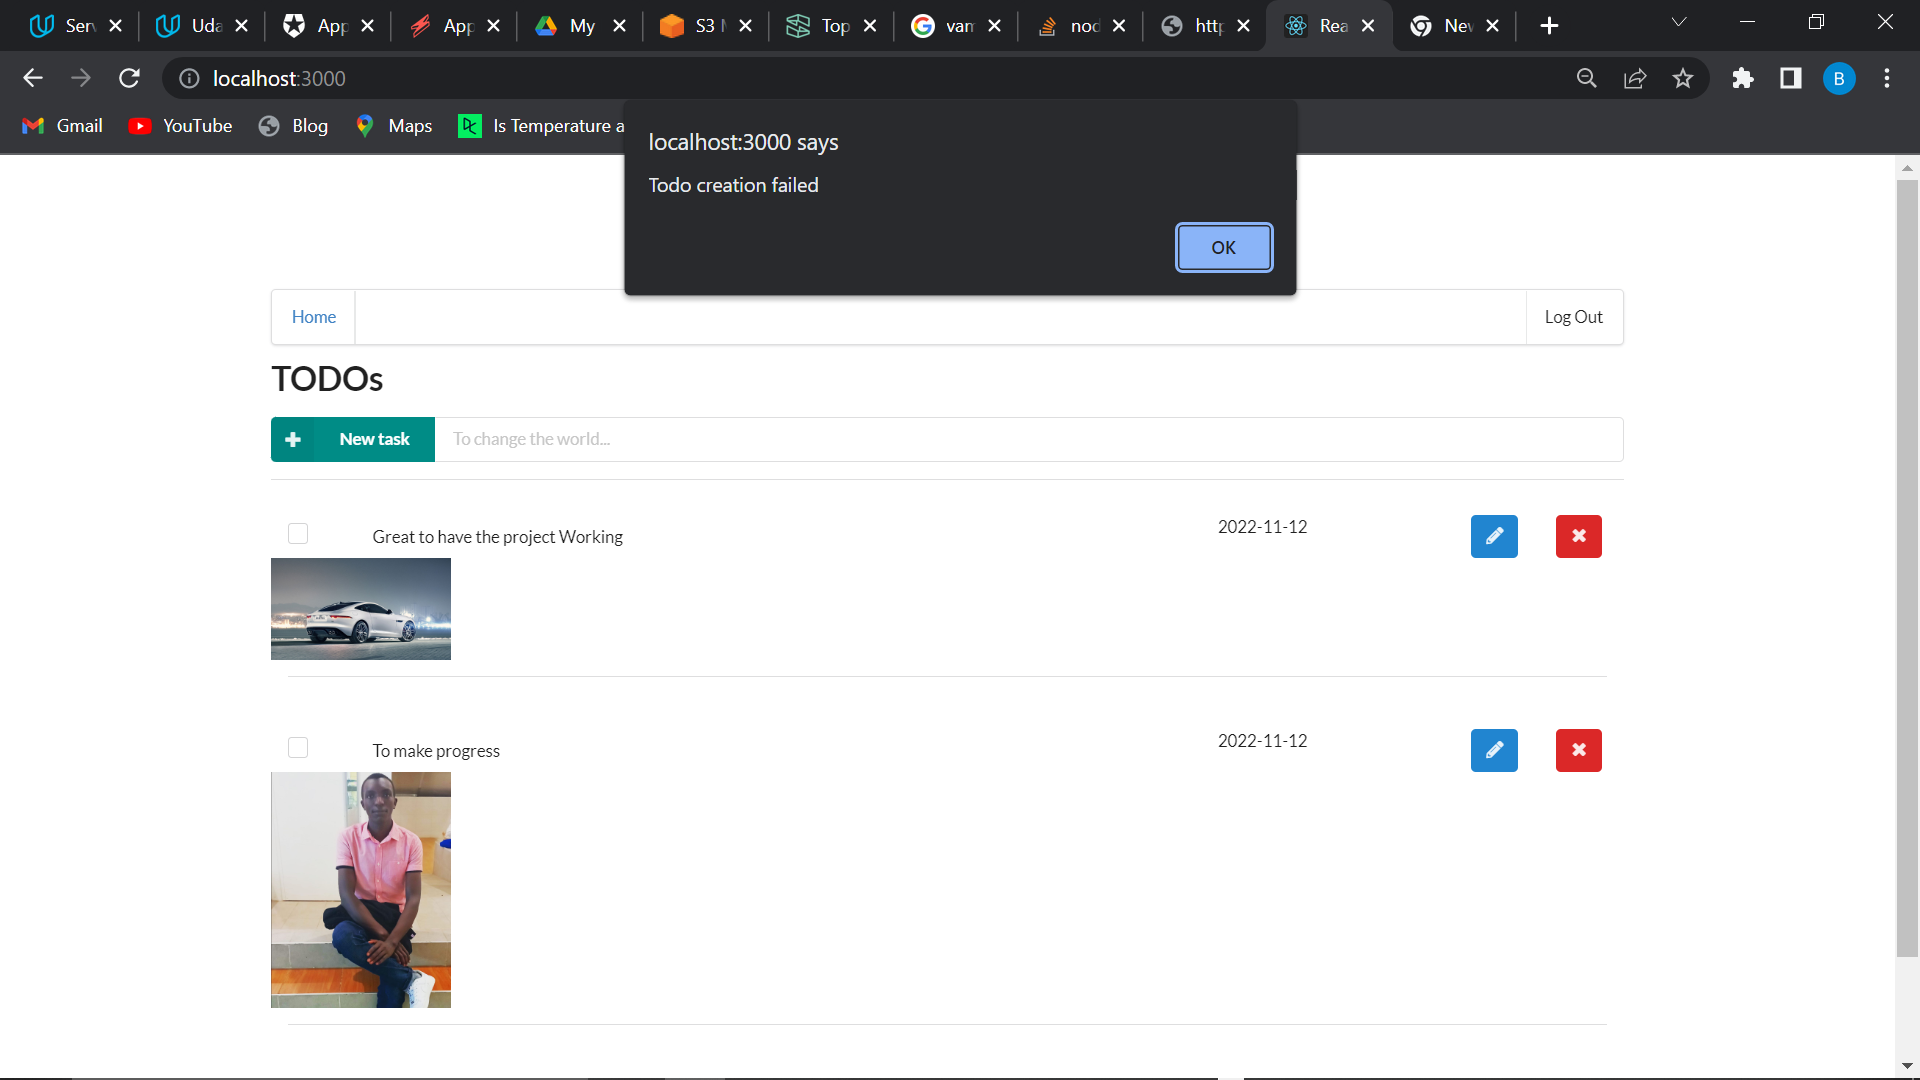 Ser Uda App App My S3 Top van nod http Rea Nev
localhost:3000
B
Gmail YouTube Blog Maps Is Temperature a
localhost:3000 says
Todo creation failed
OK
Home Log Out
TODOs
New task To change the world...
Great to have the project Working 2022-11-12
To make progress 2022-11-12